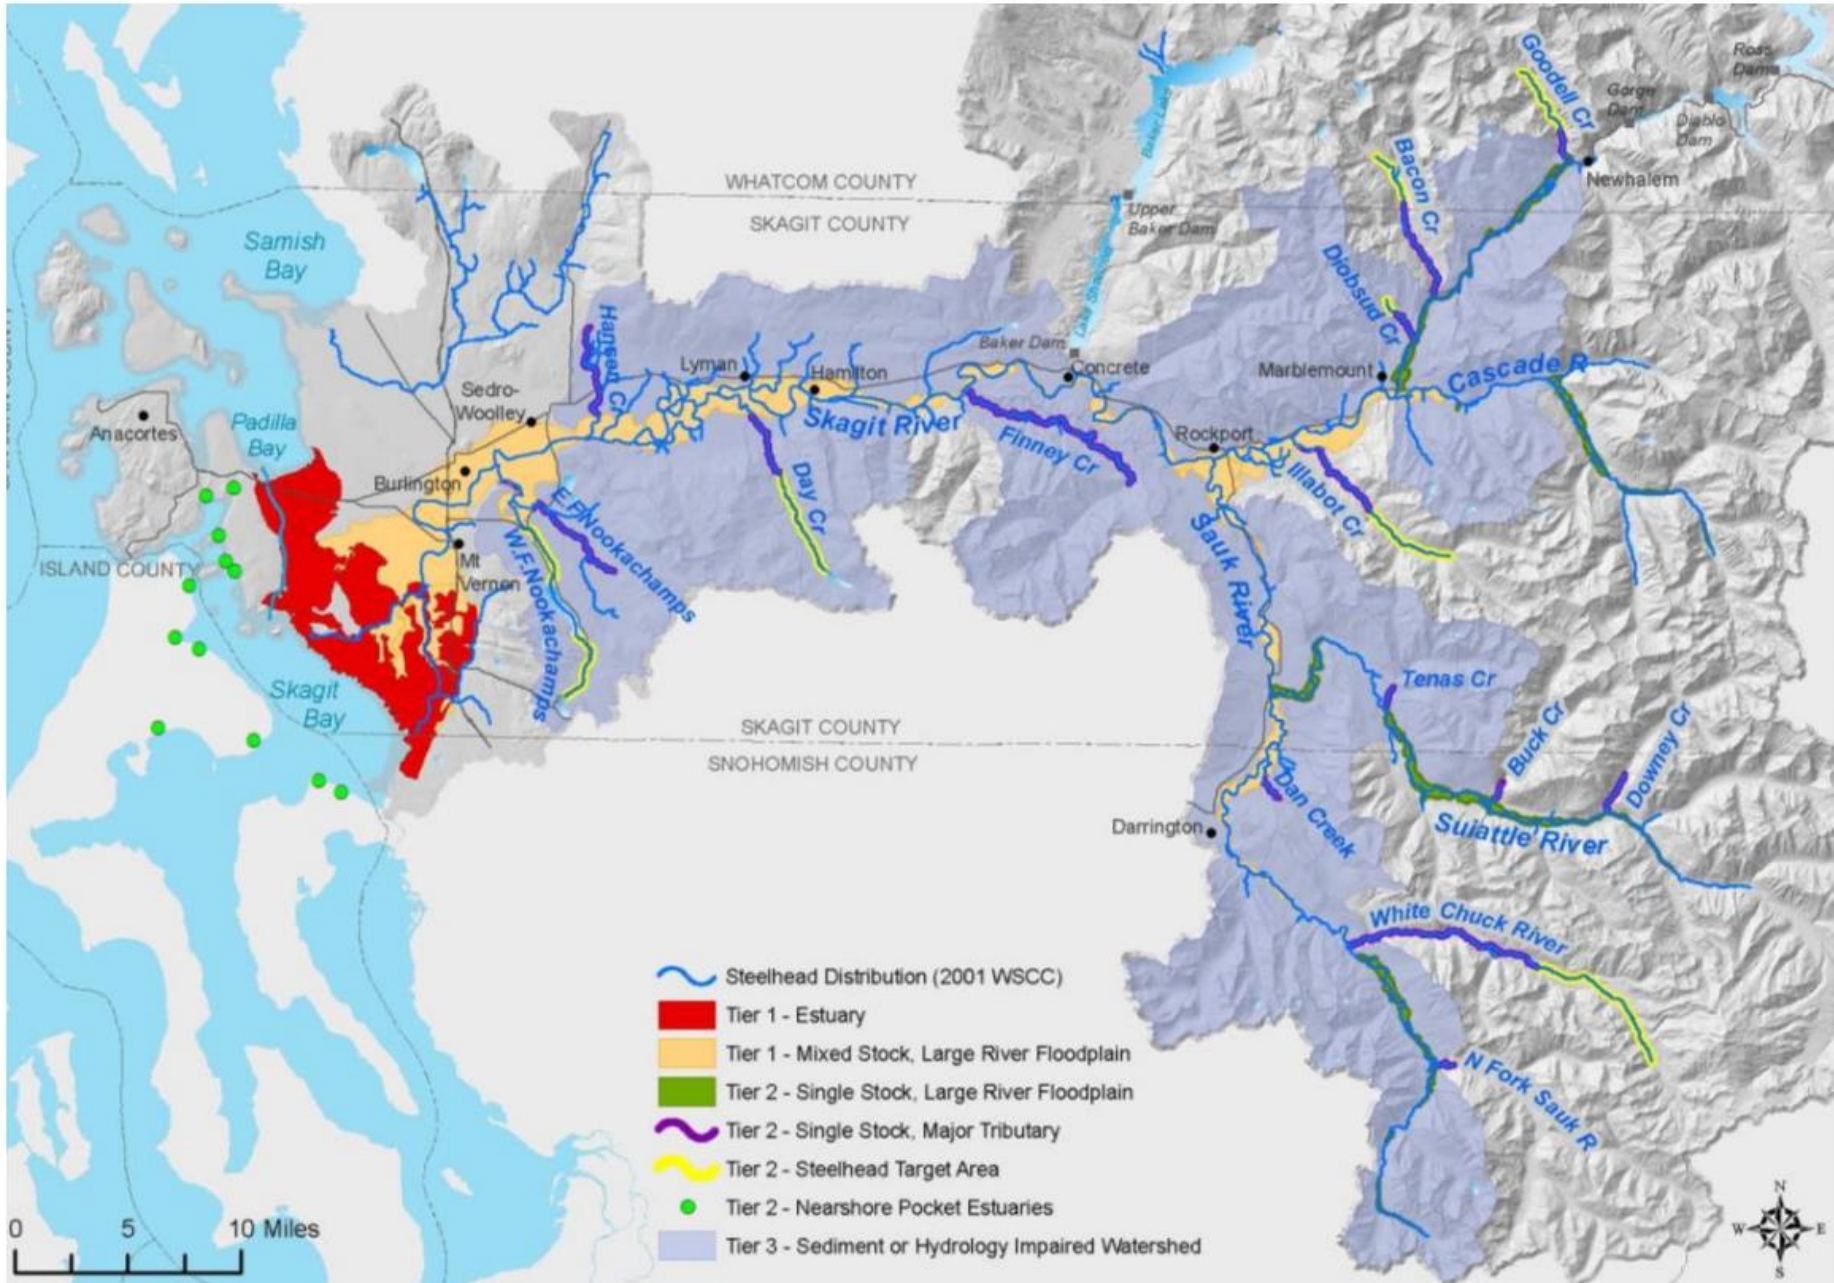 Ross
Dam
Goodell Cr
Gorge
Dam
Diablo
Dam
Newhalem
Baker Lake
Bacon Cr
WHATCOM COUNTY
SKAGIT COUNTY
Upper
Baker Dam
Samish
Bay
Diobsud Cr
Lake Shannon
Hansen Cr
Baker Dam
Lyman
Hamilton
Concrete
Marblemount
Cascade R
Sedro-
Woolley
Skagit River
Anacortes
Padilla
Bay
Finney Cr
Rockport
Burlington
Day Cr
Illabot Cr
E.F.Nookachamps
W.F.Nookachamps
Mt
Vernon
ISLAND COUNTY
Sauk River
Tenas Cr
Skagit
Bay
SKAGIT COUNTY
SNOHOMISH COUNTY
Buck Cr
Downey Cr
Dan Creek
Darrington
Suiattle River
White Chuck River
N Fork Sauk R
Steelhead Distribution (2001 WSCC)
Tier 1 - Estuary
Tier 1 - Mixed Stock, Large River Floodplain
Tier 2 - Single Stock, Large River Floodplain
Tier 2 - Single Stock, Major Tributary
Tier 2 - Steelhead Target Area
Tier 2 - Nearshore Pocket Estuaries
Tier 3 - Sediment or Hydrology Impaired Watershed
0 5 10 Miles
N
W E
S